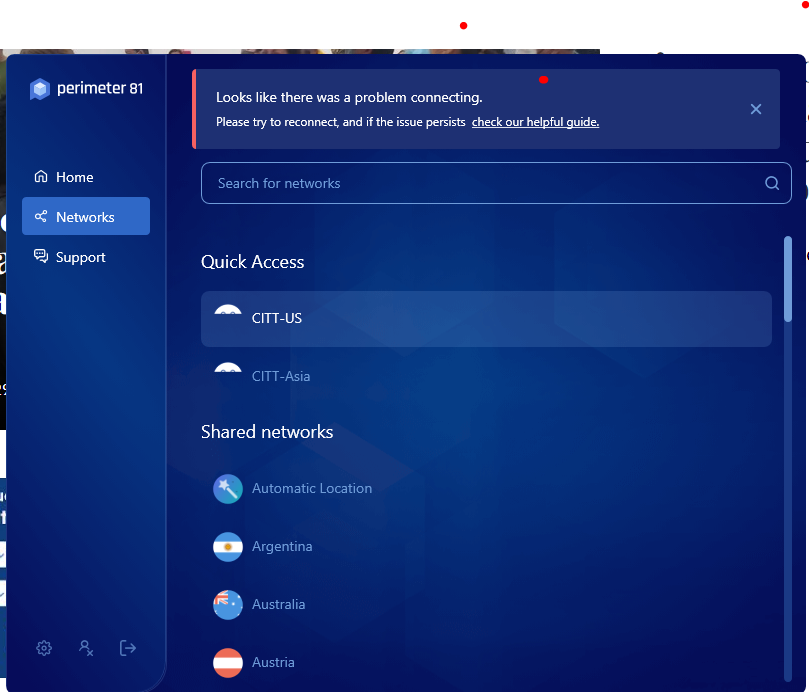 perimeter 81
Looks like there was a problem connecting.
Please try to reconnect, and if the issue persists check our helpful guide.
Home
Networks
Support
Search for networks
Quick Access
CITT-US
CITT-Asia
Shared networks
Automatic Location
Argentina
Australia
Austria